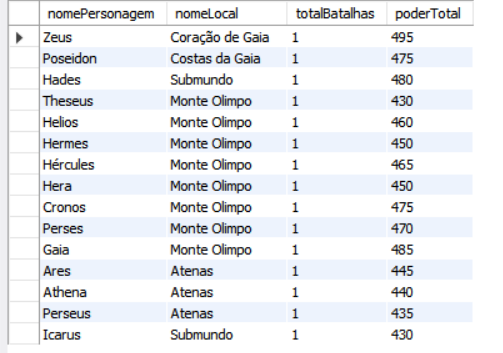 nomePersonagem nomeLocal totalBatalhas poderTotal
Zeus Coração de Gaia 1 495
Poseidon Costas da Gaia 1 475
Hades Submundo 1 480
Theseus Monte Olimpo 1 430
Helios Monte Olimpo 1 460
Hermes Monte Olimpo 1 450
Hércules Monte Olimpo 1 465
Hera Monte Olimpo 1 450
Cronos Monte Olimpo 1 475
Perses Monte Olimpo 1 470
Gaia Monte Olimpo 1 485
Ares Atenas 1 445
Athena Atenas 1 440
Perseus Atenas 1 435
Icarus Submundo 1 430